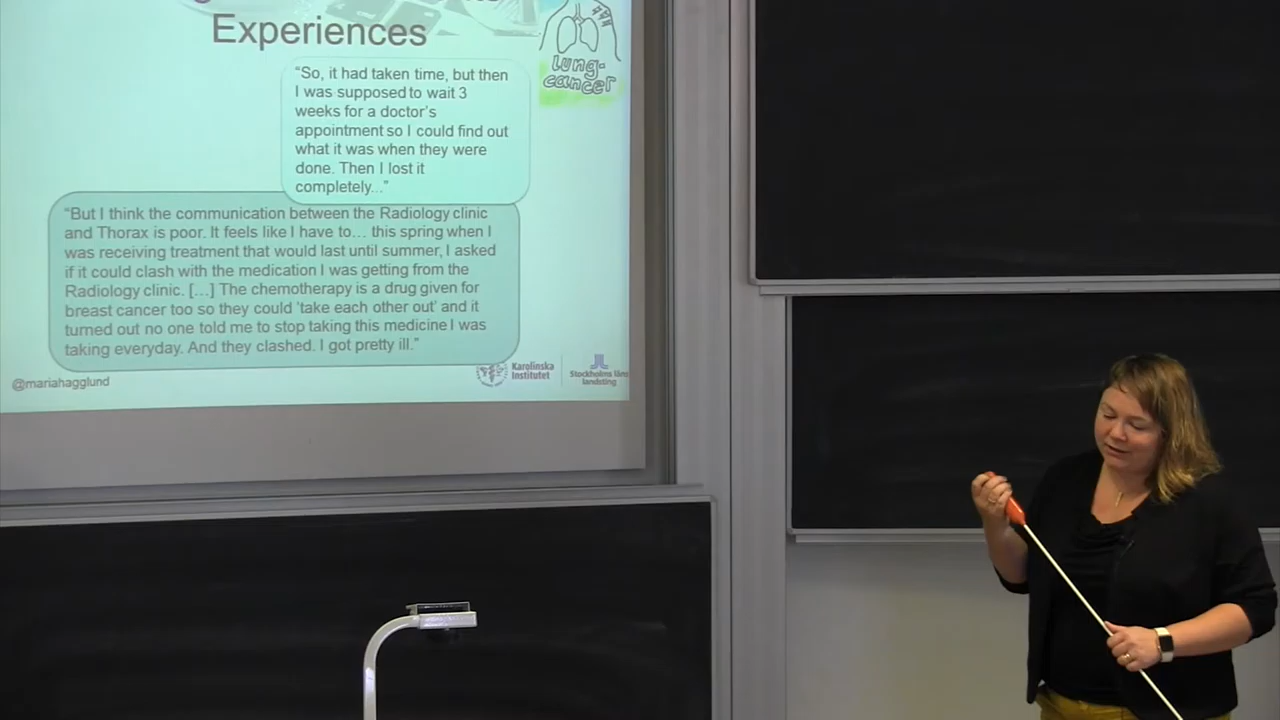 Experiences
lung-
cancer
“So, it had taken time, but then
I was supposed to wait 3
weeks for a doctor’s
appointment so I could find out
what it was when they were
done. Then I lost it
completely...”
“But I think the communication between the Radiology clinic
and Thorax is poor. It feels like I have to… this spring when I
was receiving treatment that would last until summer, I asked
if it could clash with the medication I was getting from the
Radiology clinic. […] The chemotherapy is a drug given for
breast cancer too so they could ‘take each other out’ and it
turned out no one told me to stop taking this medicine I was
taking everyday. And they clashed. I got pretty ill.”
@mariahagglund
Karolinska
Institutet
Stockholms läns
landsting